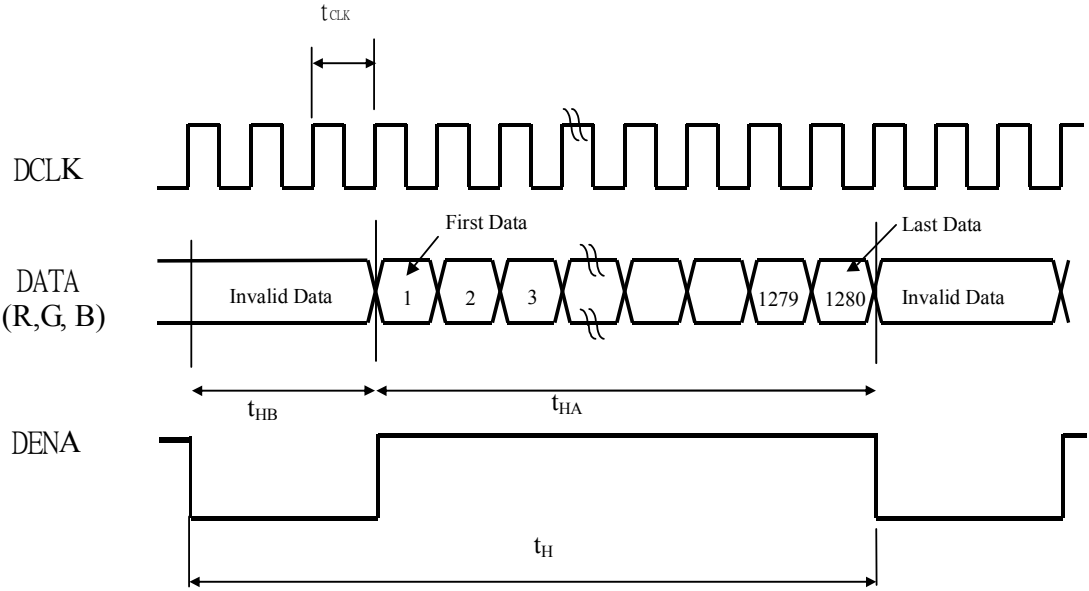 tCLK
DCLK
First Data
Last Data
DATA
(R,G, B)
Invalid Data
1
2
3
1279
1280
Invalid Data
tHB
tHA
DENA
tH